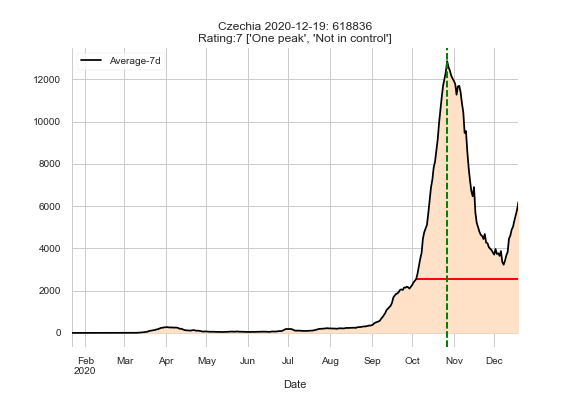 Czechia 2020-12-19: 618836
Rating:7 ['One peak', 'Not in control']
Average-7d
12000
10000
8000
6000
4000
2000
0
Feb Mar Apr May Jun Jul Aug Sep Oct Nov Dec
2020
Date